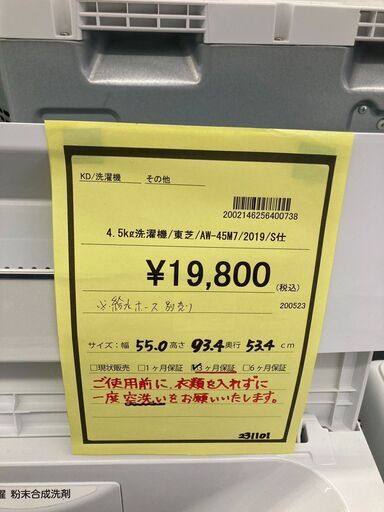 KD/洗濯機 その他
2002146256400738
4.5kg洗濯機/東芝/AW-45M7/2019/S仕
¥19,800(税込)
※給水ホース別売り
200523
サイズ:幅 55.0 高さ 93.4 奥行 53.4 cm
□現状販売 □1ヶ月保証 ☑3ヶ月保証 □6ヶ月保証
ご使用前に、衣類を入れずに
一度空洗いをお願いいたします。
231101
粉末合成洗剤